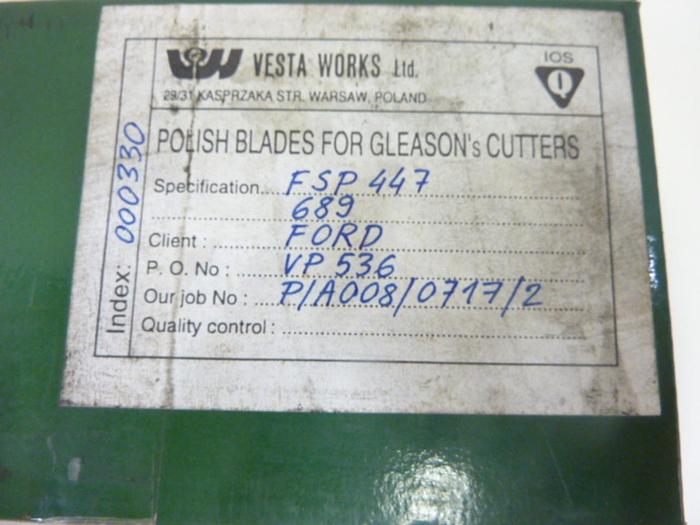 VESTA WORKS Ltd.
29/31 KASPRZAKA STR. WARSAW, POLAND
IOS
Q
POLISH BLADES FOR GLEASON's CUTTERS
Specification.... FSP 447
689
Client : FORD
P. O. No : VP 536
Our job No : P/A008/0717/2
Quality control :
Index: 000330